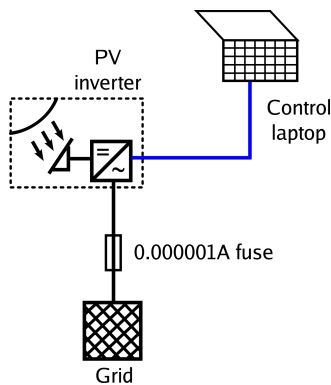 PV
inverter
Control
laptop
=
~
0.000001A fuse
Grid